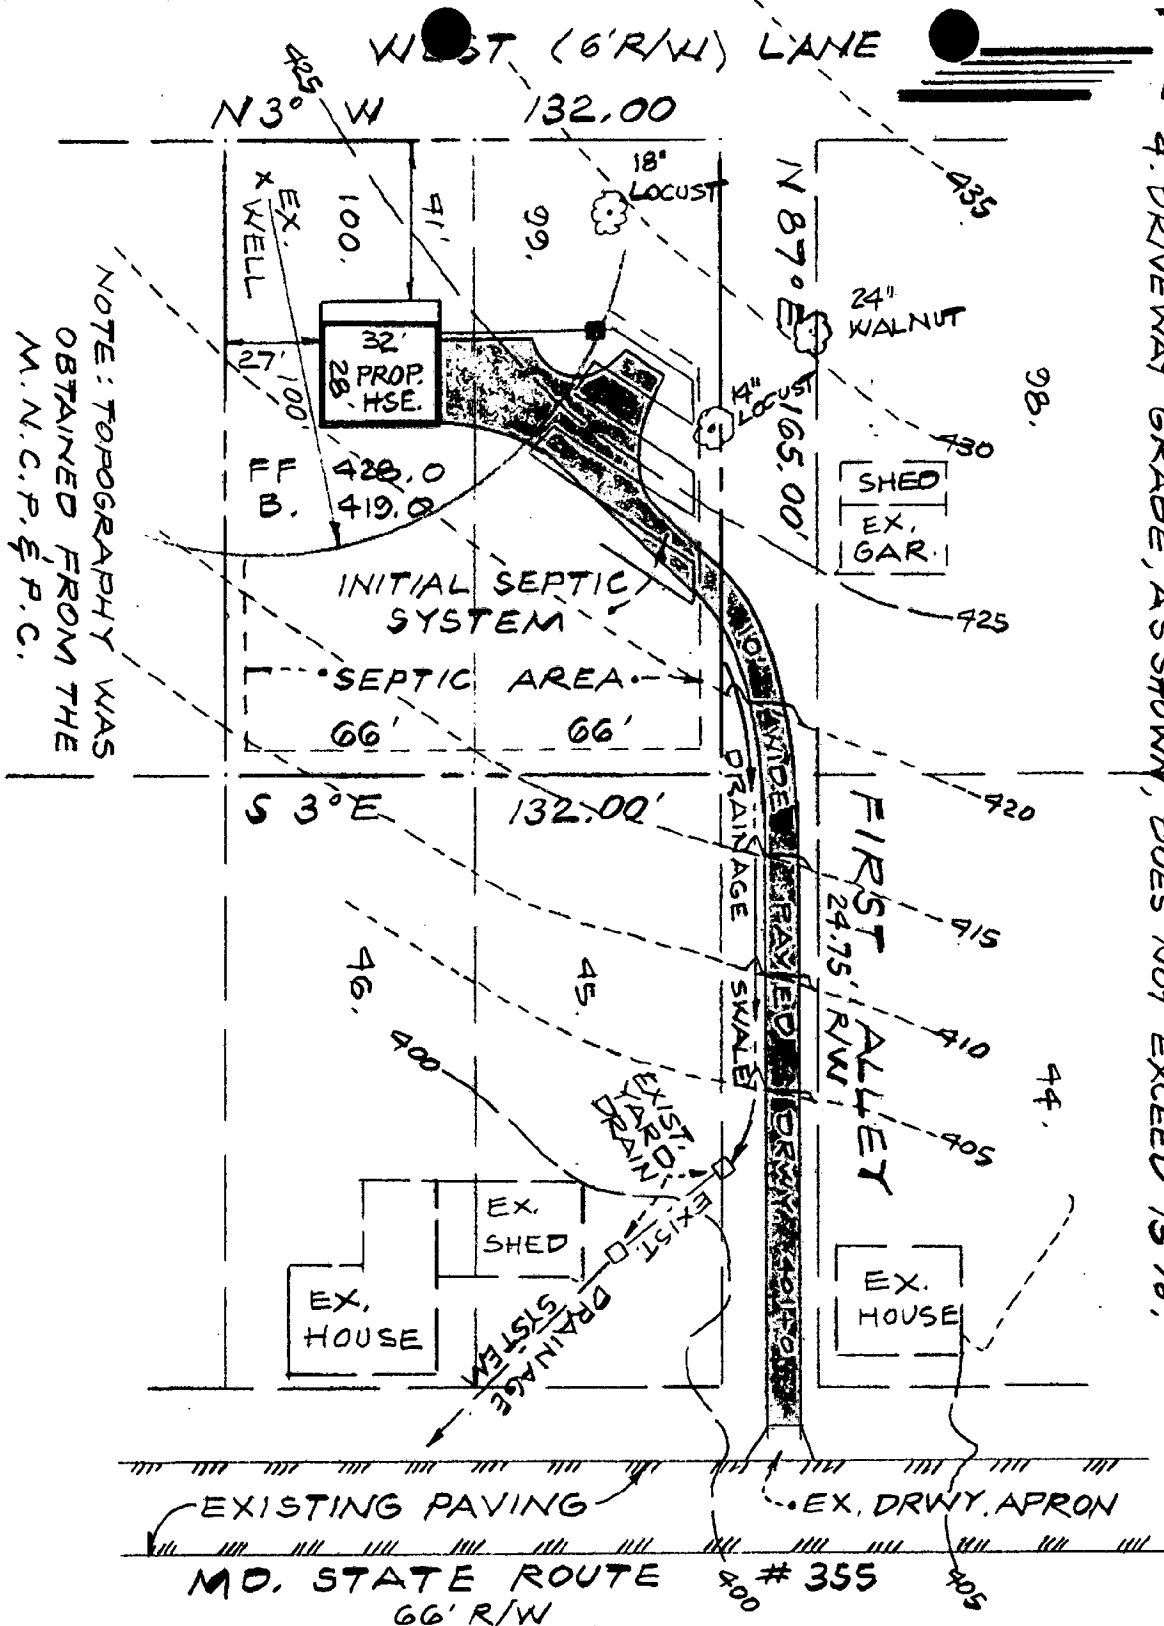 WEST (6'R/W) LANE
425
N 3° W 132.00
435
18"
LOCUST
EX.
WELL
X
100.
41'
99.
N 87° E 165.00'
24"
WALNUT
98.
4. DRIVEWAY GRADE, AS SHOWN, DOES NOT EXCEED 15%.
NOTE: TOPOGRAPHY WAS
OBTAINED FROM THE
M.N.C.P. & P.C.
27'
100'
32'
28'
PROP.
HSE.
14"
LOCUST
430
FF 428.0
B. 419.0
SHED
EX.
GAR.
INITIAL SEPTIC
SYSTEM
425
SEPTIC AREA
66' 66'
10' WIDE PAVED DRWY
S 3° E 132.00'
420
DRAINAGE SWALE
FIRST ALLEY
24.75' R/W
415
46.
45.
410
44.
400
405
EXIST.
YARD
DRAIN
EX.
SHED
EXIST.
DRAINAGE
SYSTEM
EX.
HOUSE
EX.
HOUSE
EXISTING PAVING
EX. DRWY. APRON
MD. STATE ROUTE # 355
66' R/W
400
405